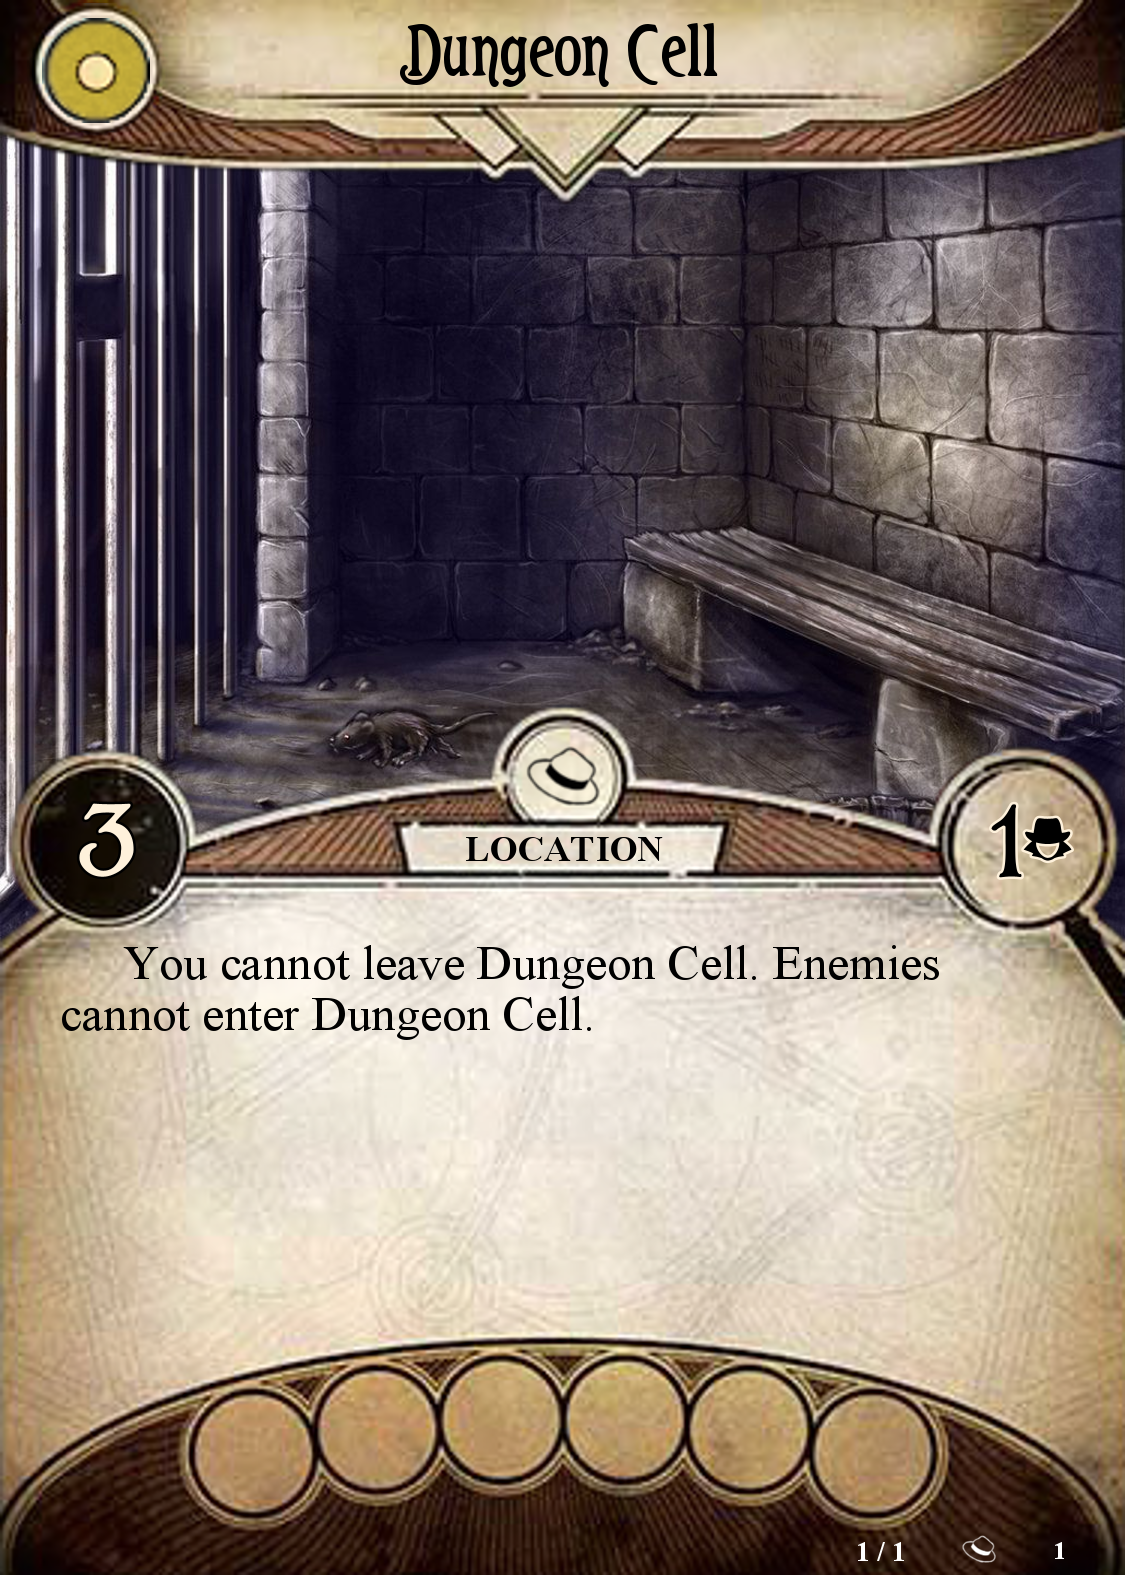 Dungeon Cell
3
LOCATION
1
You cannot leave Dungeon Cell. Enemies
cannot enter Dungeon Cell.
1 / 1 1